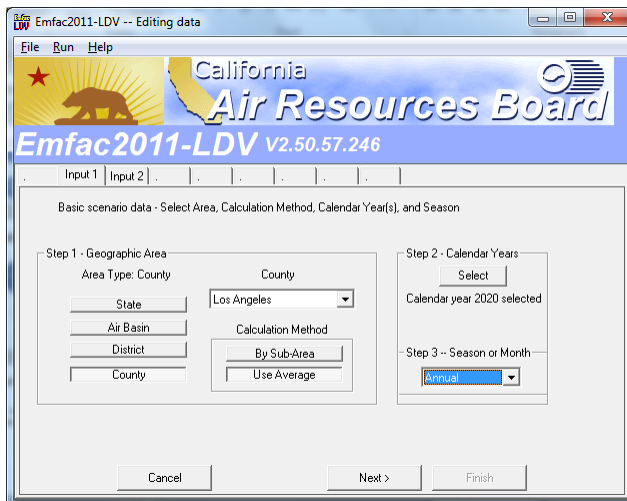 Emfac2011-LDV -- Editing data
File Run Help
California
Air Resources Board
Emfac2011-LDV V2.50.57.246
. Input 1 Input 2 . . . . . .
Basic scenario data - Select Area, Calculation Method, Calendar Year(s), and Season
Step 1 - Geographic Area
Area Type: County
State
Air Basin
District
County
County
Los Angeles
Calculation Method
By Sub-Area
Use Average
Step 2 - Calendar Years
Select
Calendar year 2020 selected
Step 3 -- Season or Month
Annual
Cancel
Next >
Finish